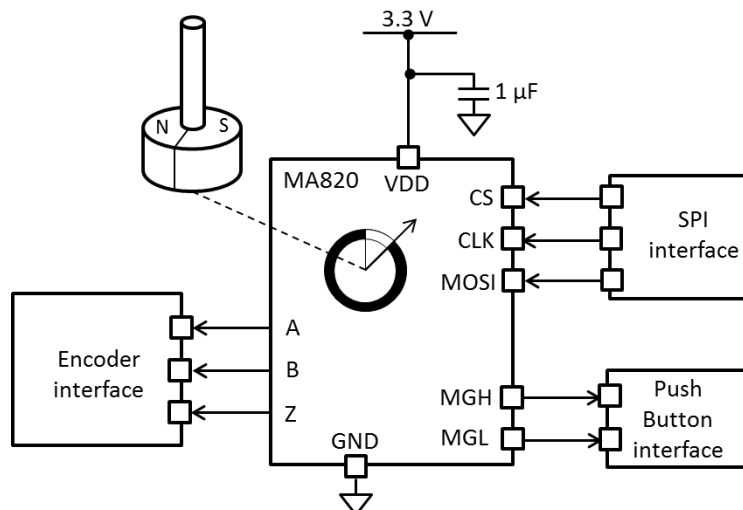 3.3 V
1 µF
N
S
MA820
VDD
CS
CLK
MOSI
SPI
interface
A
B
Z
Encoder
interface
MGH
MGL
Push
Button
interface
GND